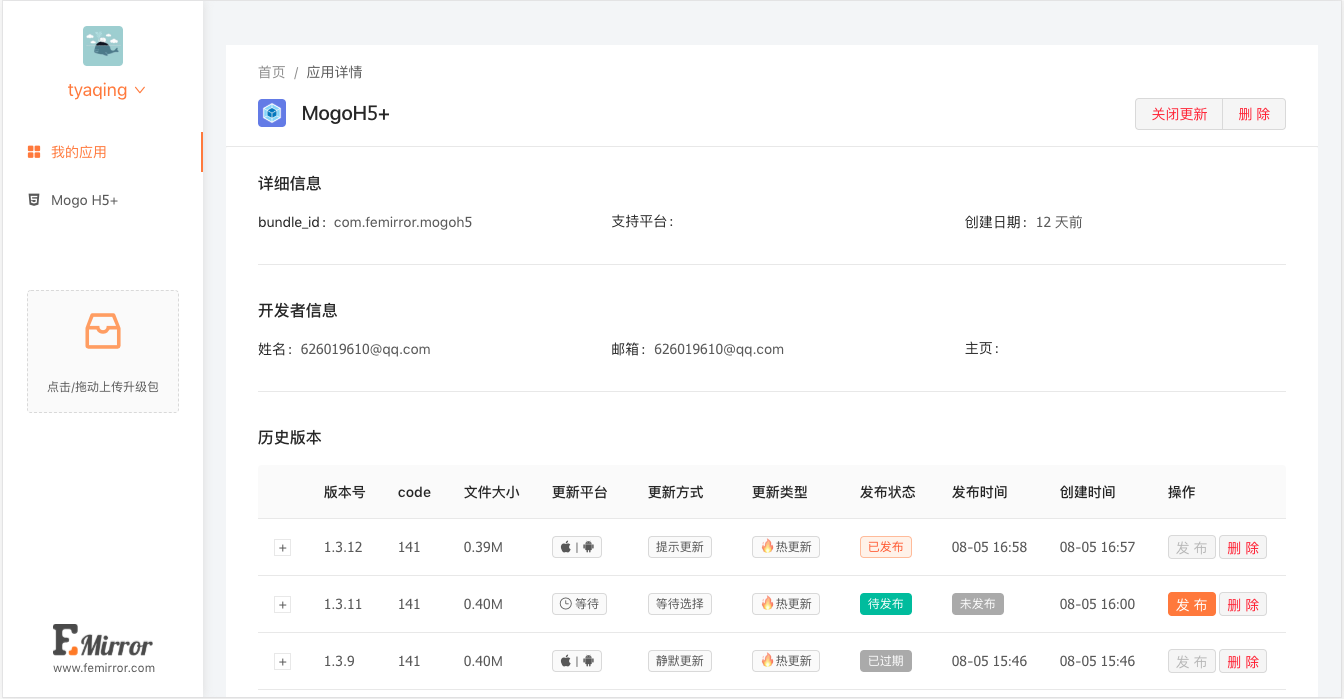 tyaqing
我的应用
Mogo H5+
点击/拖动上传升级包
F.Mirror
www.femirror.com
首页 / 应用详情
MogoH5+
关闭更新 删 除
详细信息
bundle_id： com.femirror.mogoh5 支持平台： 创建日期： 12 天前
开发者信息
姓名： 626019610@qq.com 邮箱： 626019610@qq.com 主页：
历史版本
版本号 code 文件大小 更新平台 更新方式 更新类型 发布状态 发布时间 创建时间 操作
+ 1.3.12 141 0.39M | 提示更新 🔥热更新 已发布 08-05 16:58 08-05 16:57 发 布 删 除
+ 1.3.11 141 0.40M 等待 等待选择 🔥热更新 待发布 未发布 08-05 16:00 发 布 删 除
+ 1.3.9 141 0.40M | 静默更新 🔥热更新 已过期 08-05 15:46 08-05 15:46 发 布 删 除